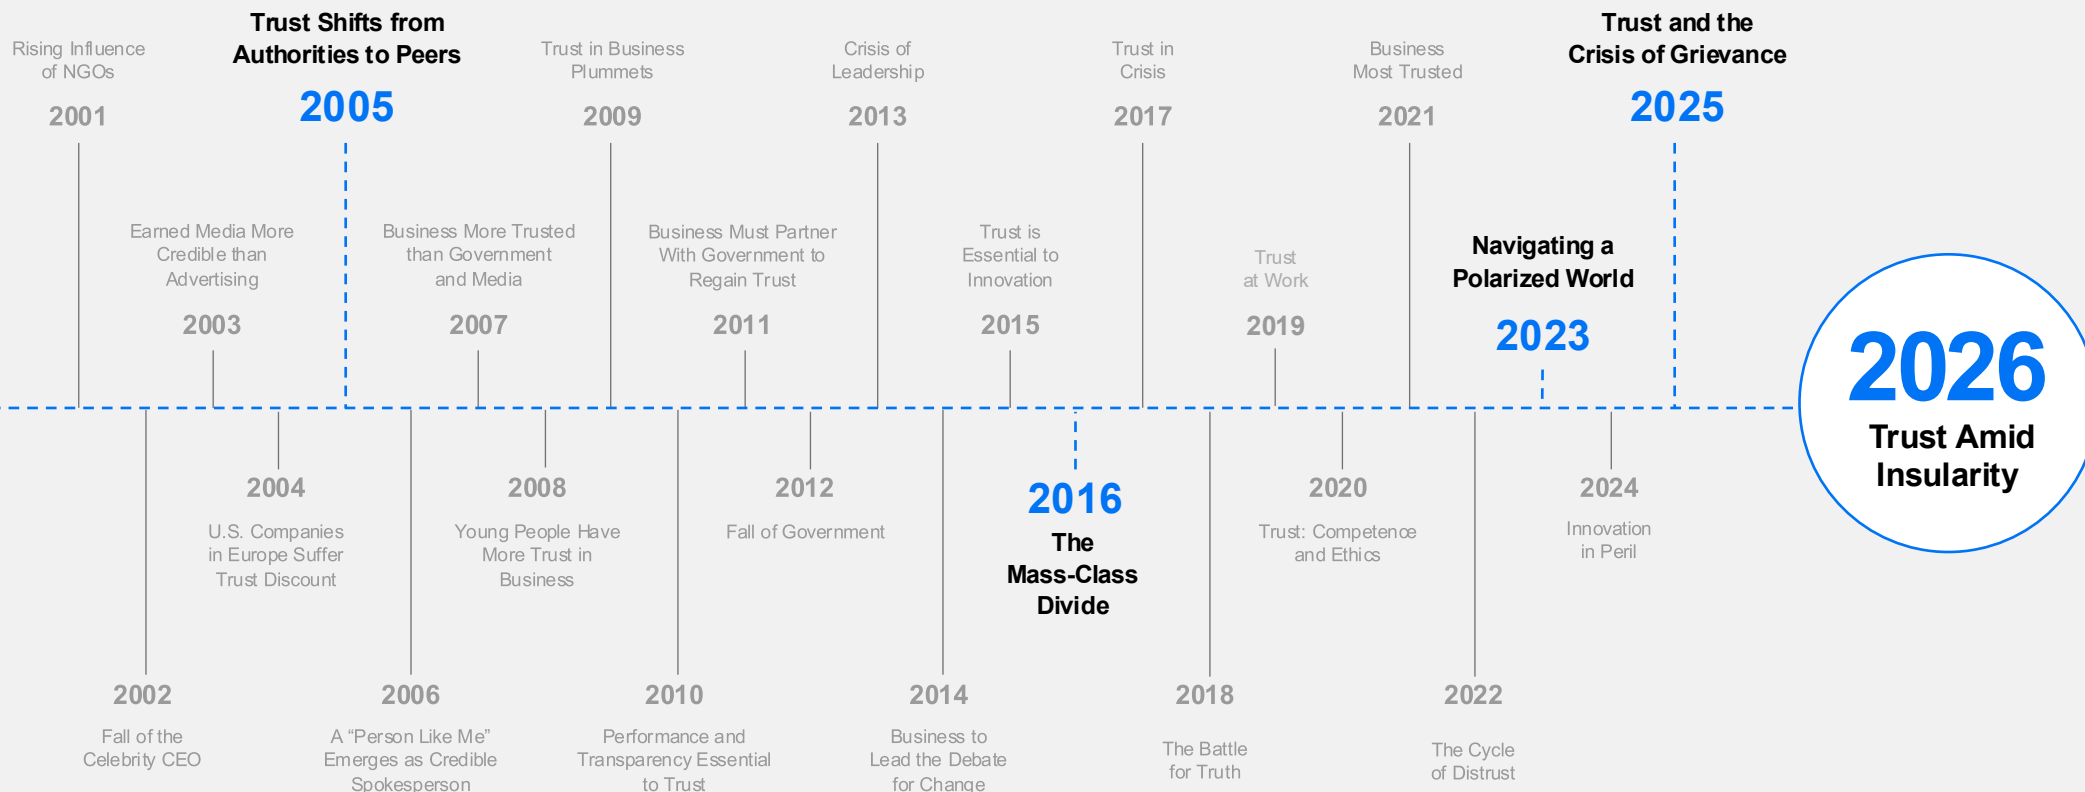 Rising Influence
of NGOs
2001
Trust Shifts from
Authorities to Peers
2005
Trust in Business
Plummets
2009
Crisis of
Leadership
2013
Trust in
Crisis
2017
Business
Most Trusted
2021
Trust and the
Crisis of Grievance
2025
Earned Media More
Credible than
Advertising
2003
Business More Trusted
than Government
and Media
2007
Business Must Partner
With Government to
Regain Trust
2011
Trust is
Essential to
Innovation
2015
Trust
at Work
2019
Navigating a
Polarized World
2023
2026
Trust Amid
Insularity
2004
U.S. Companies
in Europe Suffer
Trust Discount
2008
Young People Have
More Trust in
Business
2012
Fall of Government
2016
The
Mass-Class
Divide
2020
Trust: Competence
and Ethics
2024
Innovation
in Peril
2002
Fall of the
Celebrity CEO
2006
A “Person Like Me”
Emerges as Credible
Spokesperson
2010
Performance and
Transparency Essential
to Trust
2014
Business to
Lead the Debate
for Change
2018
The Battle
for Truth
2022
The Cycle
of Distrust